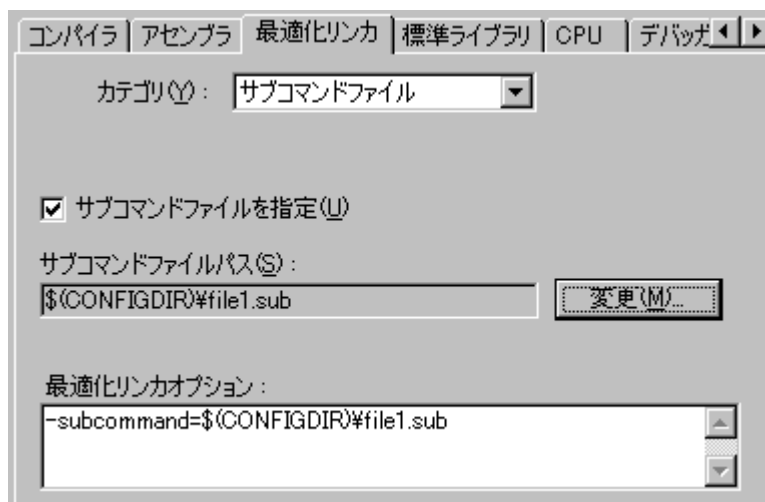 コンパイラ アセンブラ 最適化リンカ 標準ライブラリ CPU デバッガ
カテゴリ(Y): サブコマンドファイル
サブコマンドファイルを指定(U)
サブコマンドファイルパス(S):
$(CONFIGDIR)¥file1.sub 変更(M)...
最適化リンカオプション:
-subcommand=$(CONFIGDIR)¥file1.sub